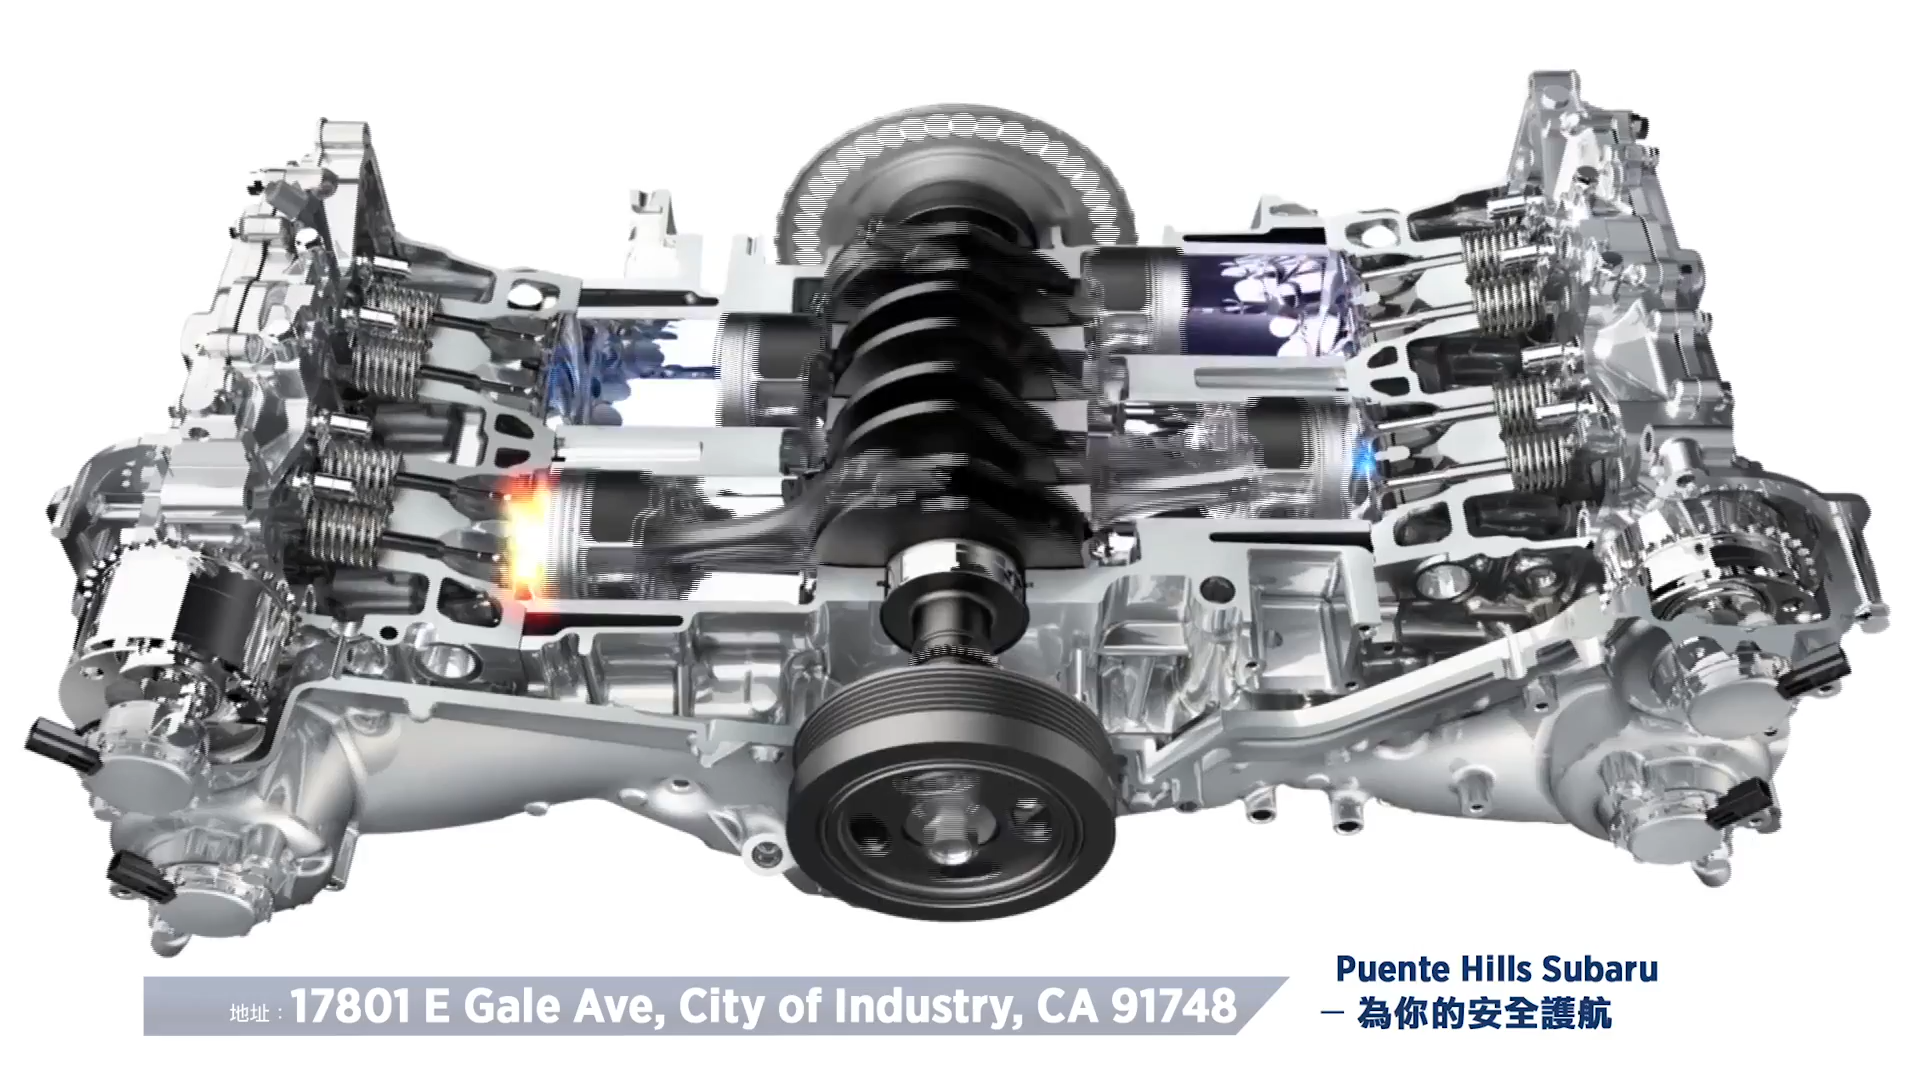 地址：17801 E Gale Ave, City of Industry, CA 91748
Puente Hills Subaru
— 為你的安全護航